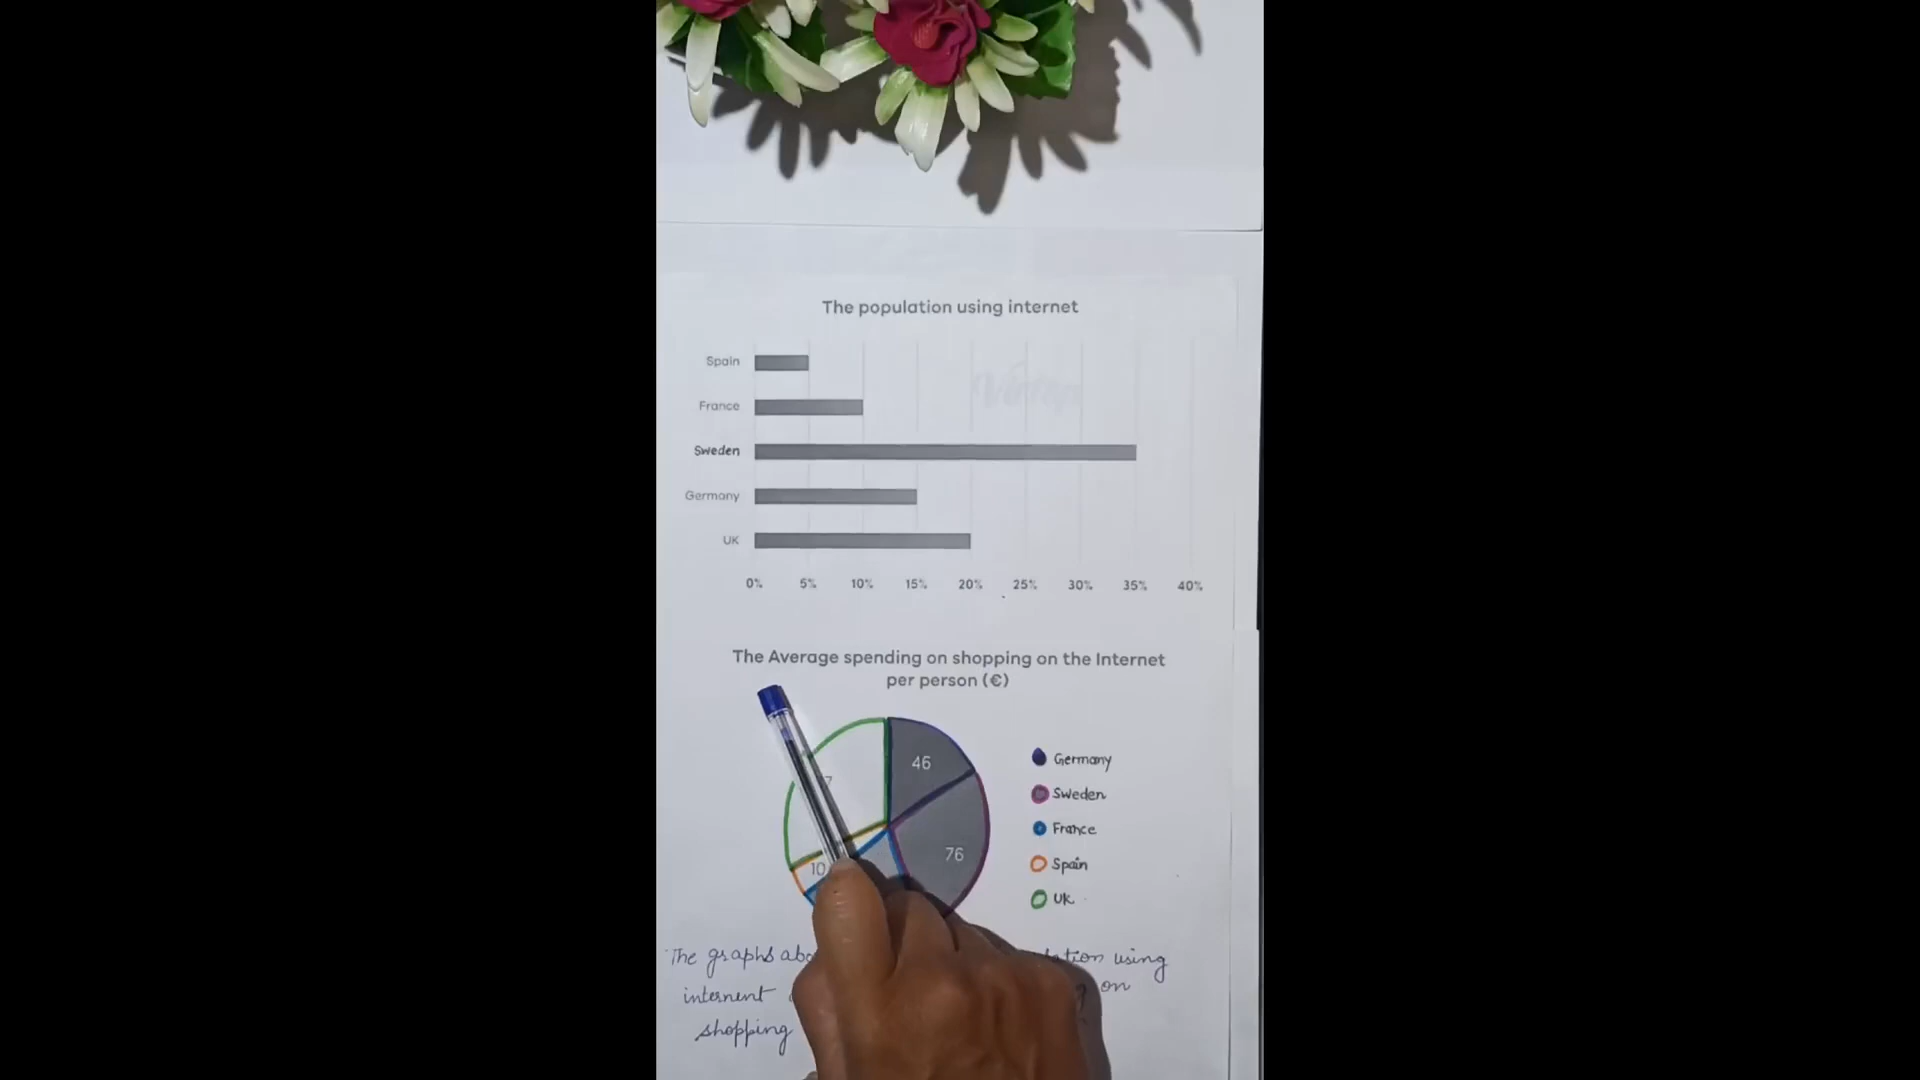 The population using internet
Spain
France
Sweden
Germany
UK
0% 5% 10% 15% 20% 25% 30% 35% 40%
The Average spending on shopping on the Internet
per person (€)
46
7
76
10
Germany
Sweden
France
Spain
UK
The graphs using
internent on
shopping